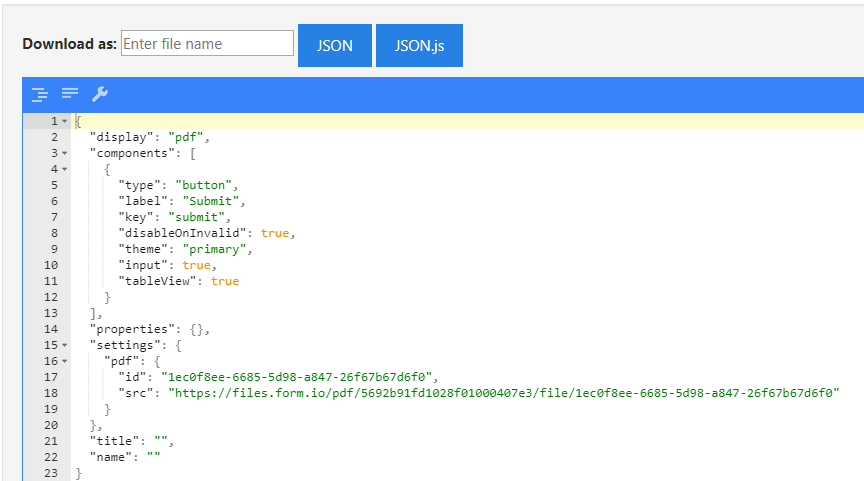 Download as: Enter file name JSON JSON.js
1 {
2 "display": "pdf",
3 "components": [
4 {
5 "type": "button",
6 "label": "Submit",
7 "key": "submit",
8 "disableOnInvalid": true,
9 "theme": "primary",
10 "input": true,
11 "tableView": true
12 }
13 ],
14 "properties": {},
15 "settings": {
16 "pdf": {
17 "id": "1ec0f8ee-6685-5d98-a847-26f67b67d6f0",
18 "src": "https://files.form.io/pdf/5692b91fd1028f01000407e3/file/1ec0f8ee-6685-5d98-a847-26f67b67d6f0"
19 }
20 },
21 "title": "",
22 "name": ""
23 }